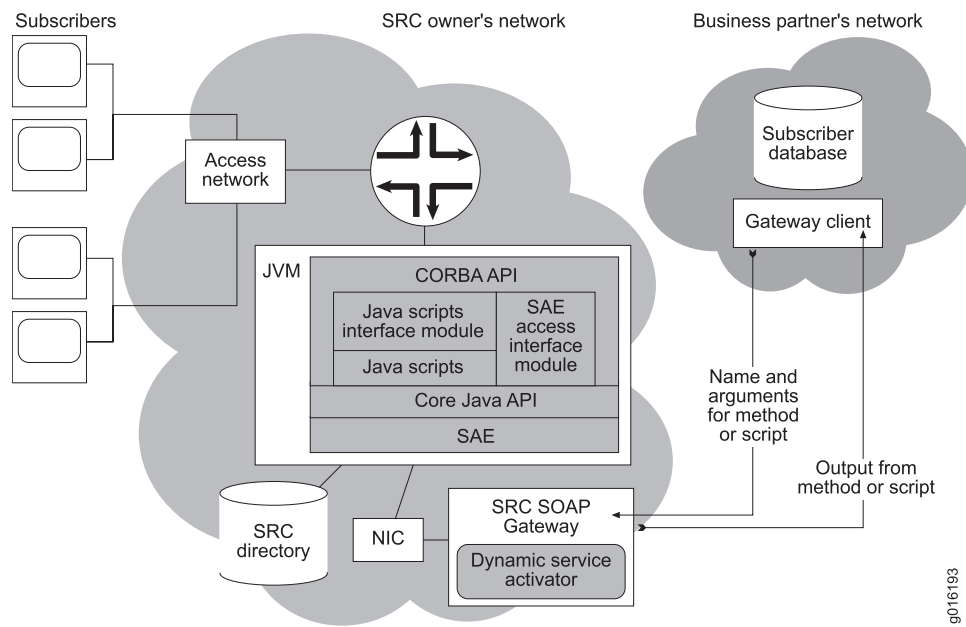 Subscribers
SRC owner's network
Business partner's network
Subscriber
database
Access
network
Gateway client
JVM
CORBA API
Java scripts
interface module
SAE
access
interface
module
Java scripts
Core Java API
SAE
Name and
arguments
for method
or script
Output from
method or script
SRC
directory
NIC
SRC SOAP
Gateway
Dynamic service
activator
g016193